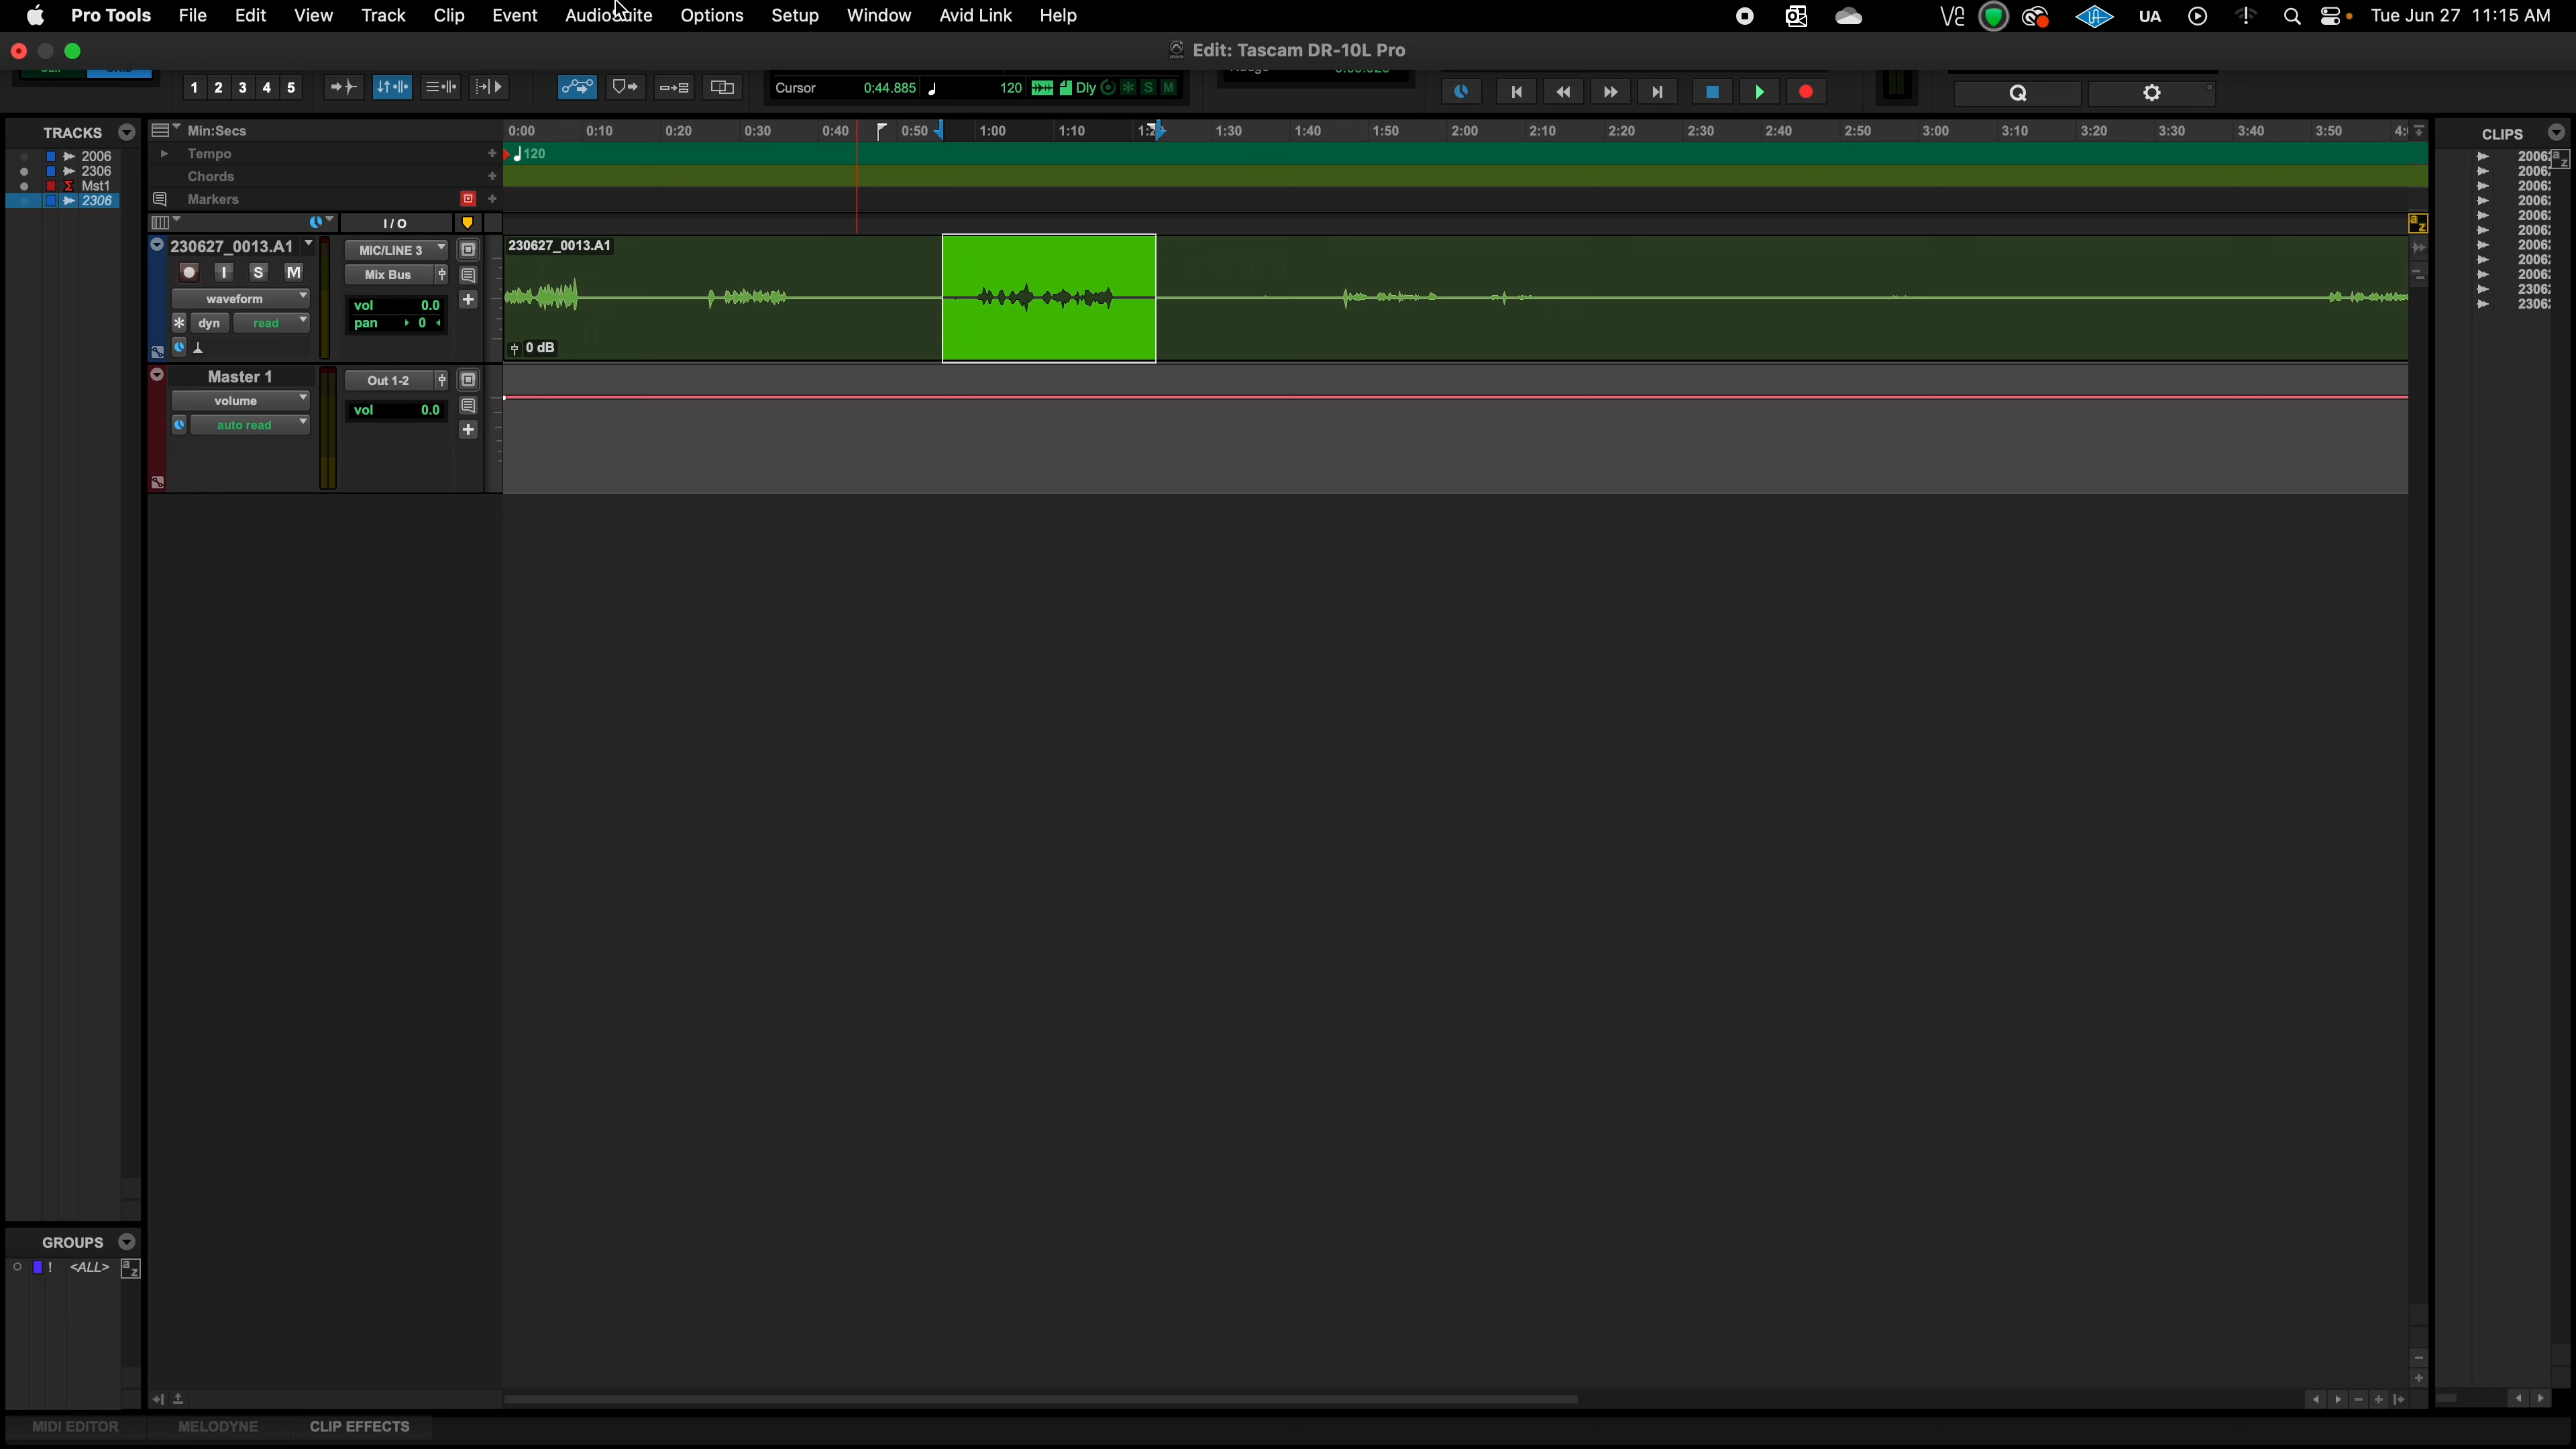 Pro Tools File Edit View Track Clip Event AudioSuite Options Setup Window Avid Link Help UA Tue Jun 27 11:15 AM
Edit: Tascam DR-10L Pro
1 2 3 4 5 Cursor 0:44.885 120 Dly S M Q
TRACKS
2006
2306
Mst1
2306
Min:Secs 0:00 0:10 0:20 0:30 0:40 0:50 1:00 1:10 1:30 1:40 1:50 2:00 2:10 2:20 2:30 2:40 2:50 3:00 3:10 3:20 3:30 3:40 3:50
Tempo 120
Chords
Markers
I/O
230627_0013.A1 MIC/LINE 3 230627_0013.A1
I S M Mix Bus
waveform vol 0.0
dyn read pan 0
0 dB
Master 1 Out 1-2
volume vol 0.0
auto read
CLIPS
a z
2006
2006
2006
2006
2006
2006
2006
2006
2006
2306
2306
a z
GROUPS
! <ALL> a z
MIDI EDITOR MELODYNE CLIP EFFECTS